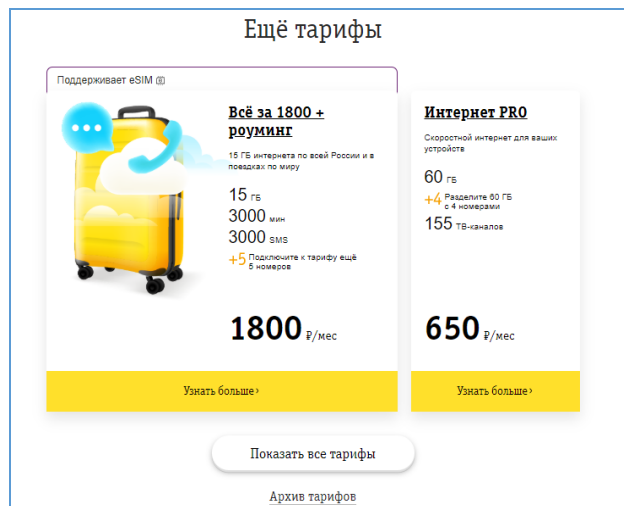 Ещё тарифы
Поддерживает eSIM
Всё за 1800 +
роуминг
15 ГБ интернета по всей России и в
поездках по миру
15 ГБ
3000 мин
3000 SMS
+5 Подключите к тарифу ещё
5 номеров
1800 ₽/мес
Узнать больше ›
Интернет PRO
Скоростной интернет для ваших
устройств
60 ГБ
+4 Разделите 60 ГБ
с 4 номерами
155 ТВ-каналов
650 ₽/мес
Узнать больше ›
Показать все тарифы
Архив тарифов